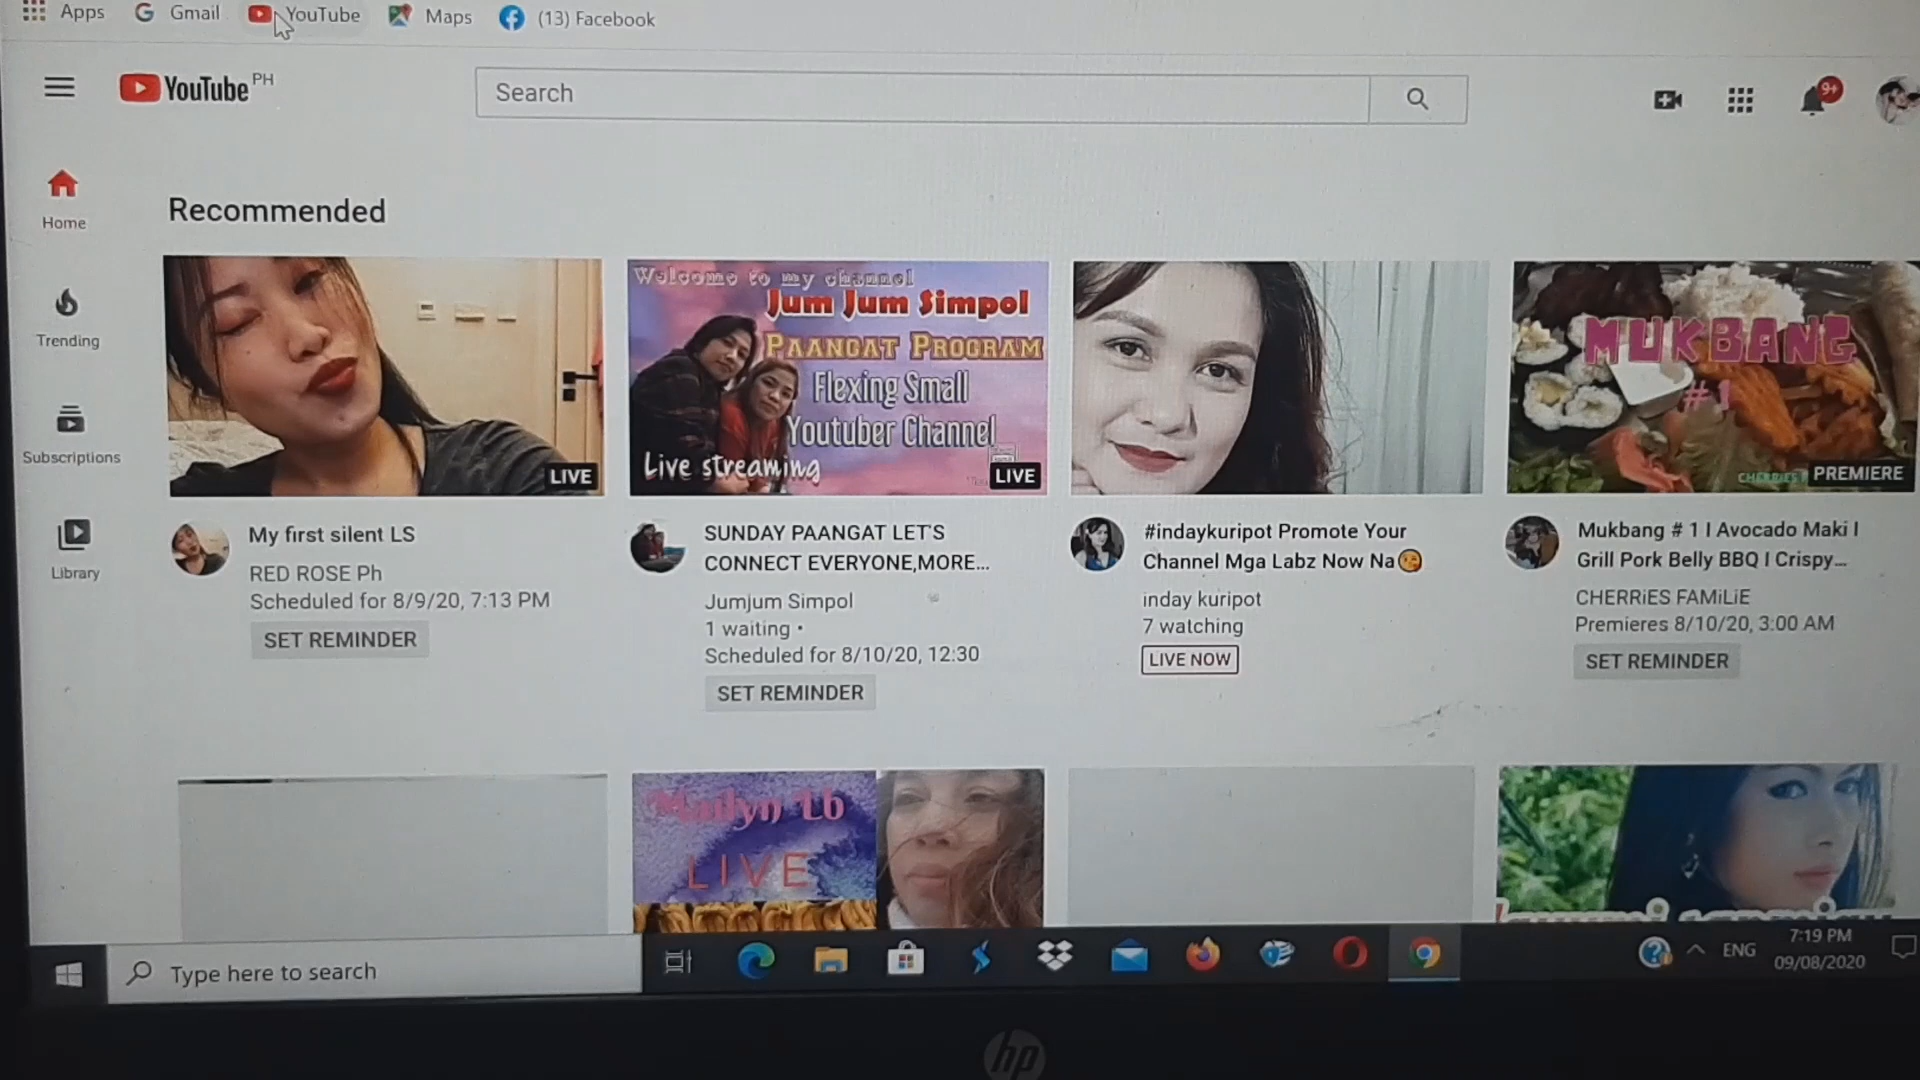 Apps Gmail YouTube Maps (13) Facebook
YouTube PH
Search
9+
Home
Trending
Subscriptions
Library
Recommended
LIVE
My first silent LS
RED ROSE Ph
Scheduled for 8/9/20, 7:13 PM
SET REMINDER
Welcome to my channel
Jum Jum Simpol
PAANGAT PROGRAM
Flexing Small
Youtuber Channel
Live streaming
LIVE
SUNDAY PAANGAT LET'S
CONNECT EVERYONE,MORE...
Jumjum Simpol
1 waiting •
Scheduled for 8/10/20, 12:30
SET REMINDER
#indaykuripot Promote Your
Channel Mga Labz Now Na😘
inday kuripot
7 watching
LIVE NOW
MUKBANG
#1
PREMIERE
Mukbang # 1 I Avocado Maki I
Grill Pork Belly BBQ I Crispy...
CHERRiES FAMiLiE
Premieres 8/10/20, 3:00 AM
SET REMINDER
Lb
LIVE
Type here to search
ENG
7:19 PM
09/08/2020
hp